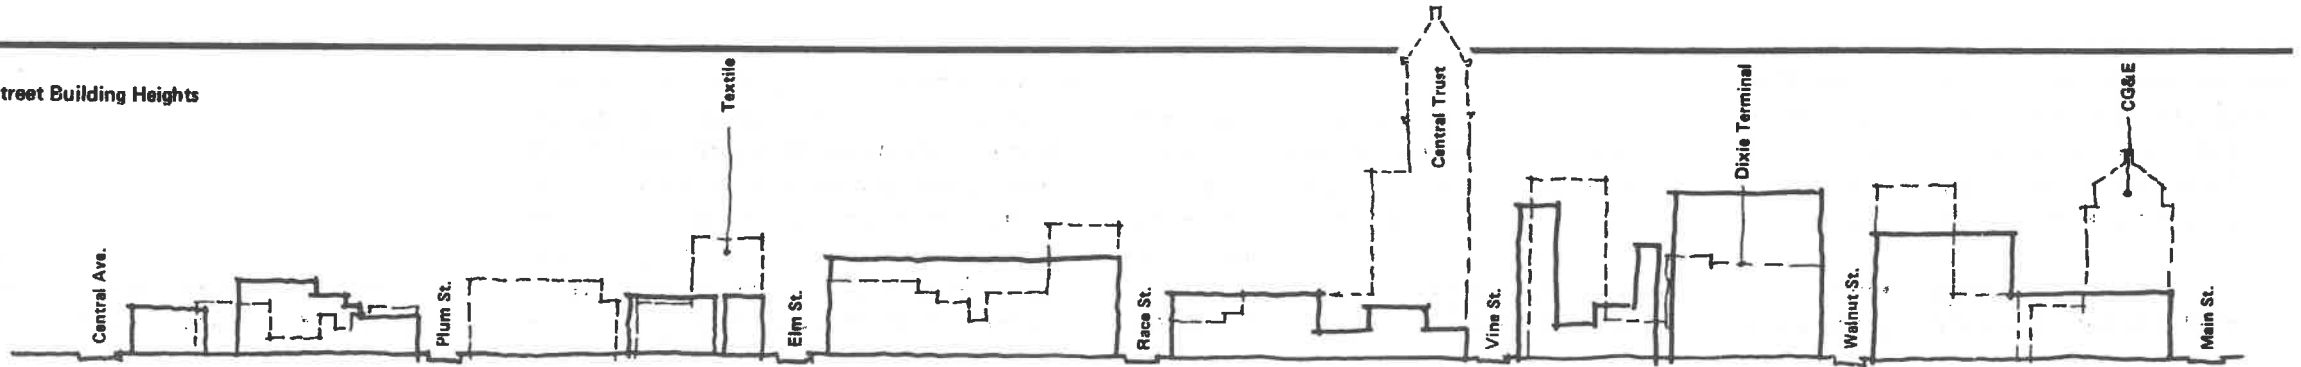 treet Building Heights
Central Ave.
Plum St.
Textile
Elm St.
Race St.
Central Trust
Vine St.
Dixie Terminal
Walnut St.
CG&E
Main St.